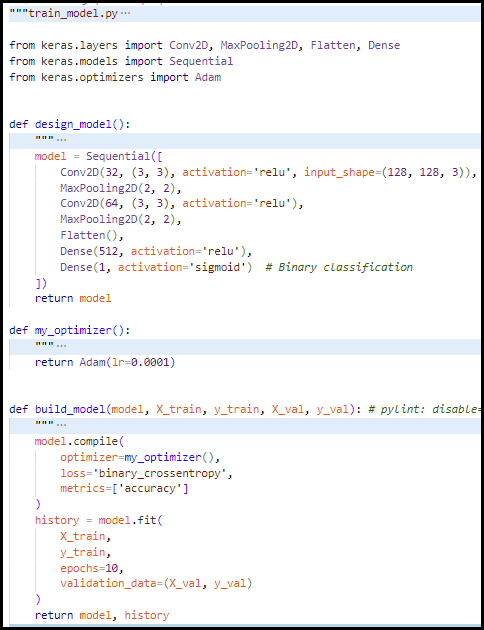 """train_model.py ...
from keras.layers import Conv2D, MaxPooling2D, Flatten, Dense
from keras.models import Sequential
from keras.optimizers import Adam
def design_model():
    """ ...
    model = Sequential([
        Conv2D(32, (3, 3), activation='relu', input_shape=(128, 128, 3)),
        MaxPooling2D(2, 2),
        Conv2D(64, (3, 3), activation='relu'),
        MaxPooling2D(2, 2),
        Flatten(),
        Dense(512, activation='relu'),
        Dense(1, activation='sigmoid')  # Binary classification
    ])
    return model
def my_optimizer():
    """ ...
    return Adam(lr=0.0001)
def build_model(model, X_train, y_train, X_val, y_val): # pylint: disable=
    """ ...
    model.compile(
        optimizer=my_optimizer(),
        loss='binary_crossentropy',
        metrics=['accuracy']
    )
    history = model.fit(
        X_train,
        y_train,
        epochs=10,
        validation_data=(X_val, y_val)
    )
    return model, history